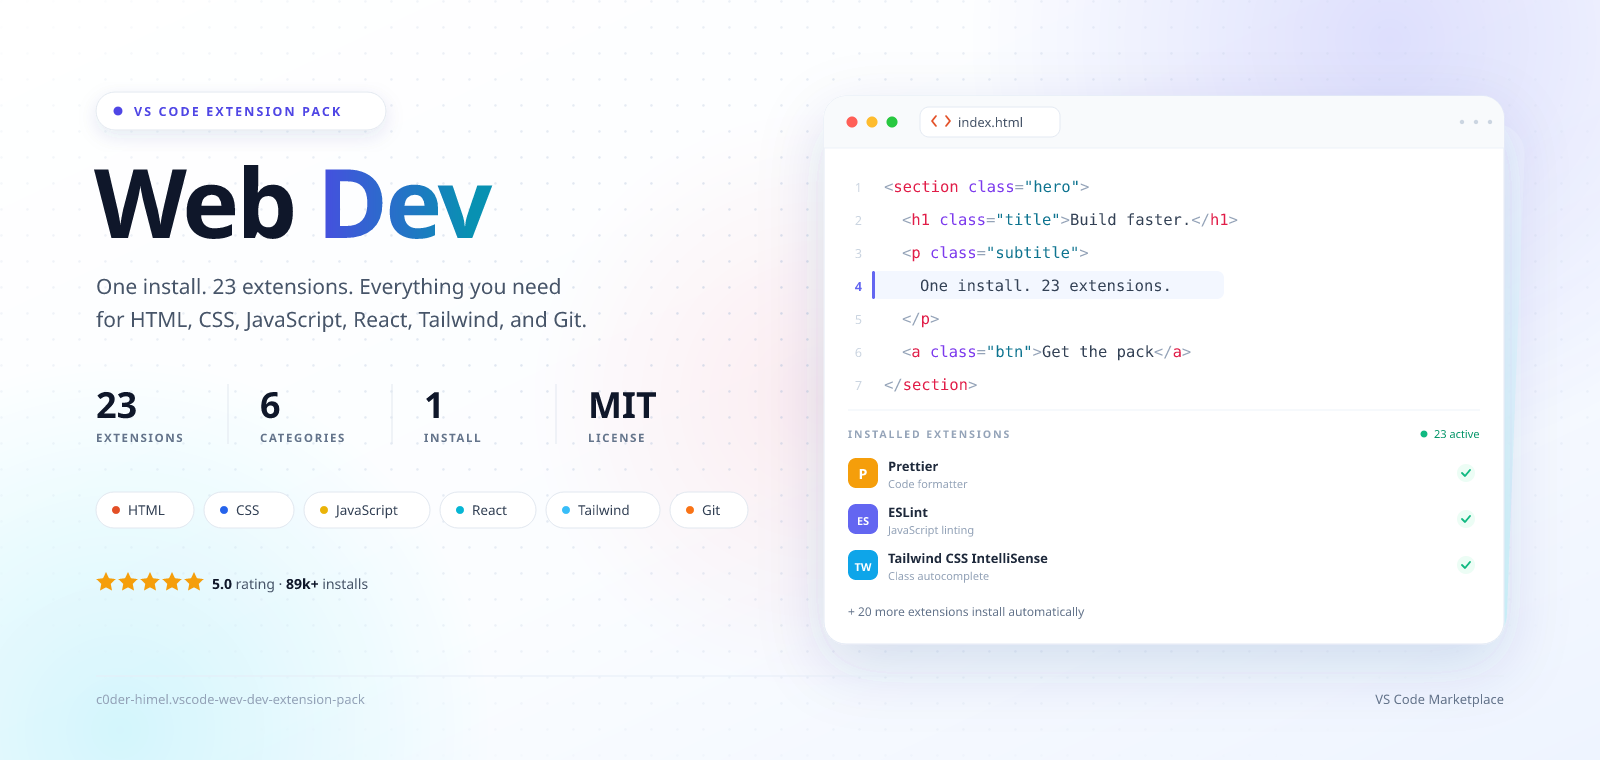 VS CODE EXTENSION PACK
Web Dev
One install. 23 extensions. Everything you need
for HTML, CSS, JavaScript, React, Tailwind, and Git.
23
EXTENSIONS
6
CATEGORIES
1
INSTALL
MIT
LICENSE
HTML
CSS
JavaScript
React
Tailwind
Git
5.0 rating · 89k+ installs
c0der-himel.vscode-wev-dev-extension-pack
index.html
1 <section class="hero">
2 <h1 class="title">Build faster.</h1>
3 <p class="subtitle">
4 One install. 23 extensions.
5 </p>
6 <a class="btn">Get the pack</a>
7 </section>
INSTALLED EXTENSIONS
23 active
P
Prettier
Code formatter
ES
ESLint
JavaScript linting
TW
Tailwind CSS IntelliSense
Class autocomplete
+ 20 more extensions install automatically
VS Code Marketplace